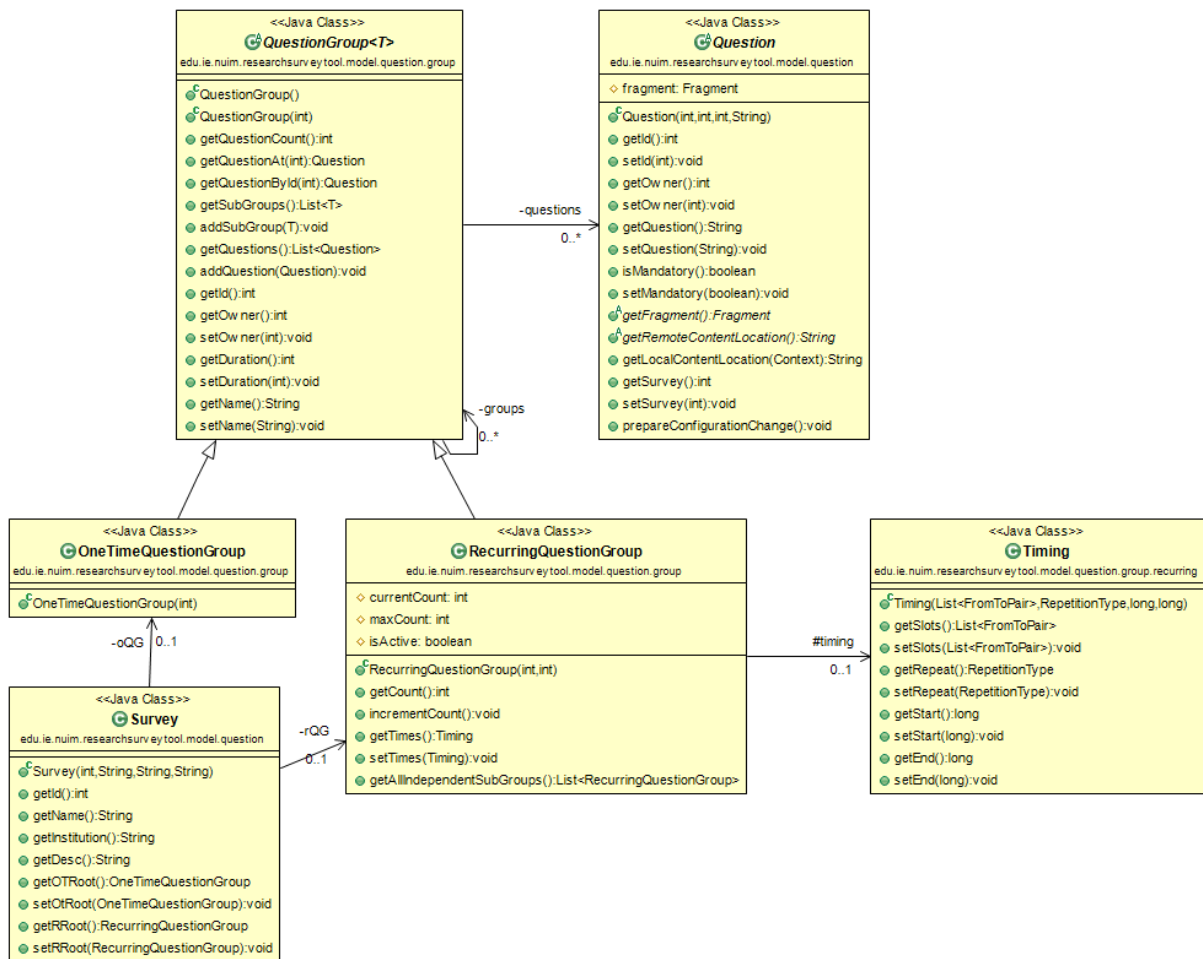 <<Java Class>>
QuestionGroup<T>
edu.ie.nuim.researchsurveytool.model.question.group
QuestionGroup()
QuestionGroup(int)
getQuestionCount():int
getQuestionAt(int):Question
getQuestionById(int):Question
getSubGroups():List<T>
addSubGroup(T):void
getQuestions():List<Question>
addQuestion(Question):void
getId():int
getOwner():int
setOwner(int):void
getDuration():int
setDuration(int):void
getName():String
setName(String):void
-questions
0..*
-groups
0..*
<<Java Class>>
Question
edu.ie.nuim.researchsurveytool.model.question
fragment: Fragment
Question(int,int,int,String)
getId():int
setId(int):void
getOwner():int
setOwner(int):void
getQuestion():String
setQuestion(String):void
isMandatory():boolean
setMandatory(boolean):void
getFragment():Fragment
getRemoteContentLocation():String
getLocalContentLocation(Context):String
getSurvey():int
setSurvey(int):void
prepareConfigurationChange():void
<<Java Class>>
OneTimeQuestionGroup
edu.ie.nuim.researchsurveytool.model.question.group
OneTimeQuestionGroup(int)
-oQG
0..1
<<Java Class>>
RecurringQuestionGroup
edu.ie.nuim.researchsurveytool.model.question.group
currentCount: int
maxCount: int
isActive: boolean
RecurringQuestionGroup(int,int)
getCount():int
incrementCount():void
getTimes():Timing
setTimes(Timing):void
getAllIndependentSubGroups():List<RecurringQuestionGroup>
#timing
0..1
<<Java Class>>
Timing
edu.ie.nuim.researchsurveytool.model.question.group.recurring
Timing(List<FromToPair>,RepetitionType,long,long)
getSlots():List<FromToPair>
setSlots(List<FromToPair>):void
getRepeat():RepetitionType
setRepeat(RepetitionType):void
getStart():long
setStart(long):void
getEnd():long
setEnd(long):void
<<Java Class>>
Survey
edu.ie.nuim.researchsurveytool.model.question
Survey(int,String,String,String)
getId():int
getName():String
getInstitution():String
getDesc():String
getOTRoot():OneTimeQuestionGroup
setOtRoot(OneTimeQuestionGroup):void
getRRoot():RecurringQuestionGroup
setRRoot(RecurringQuestionGroup):void
-rQG
0..1